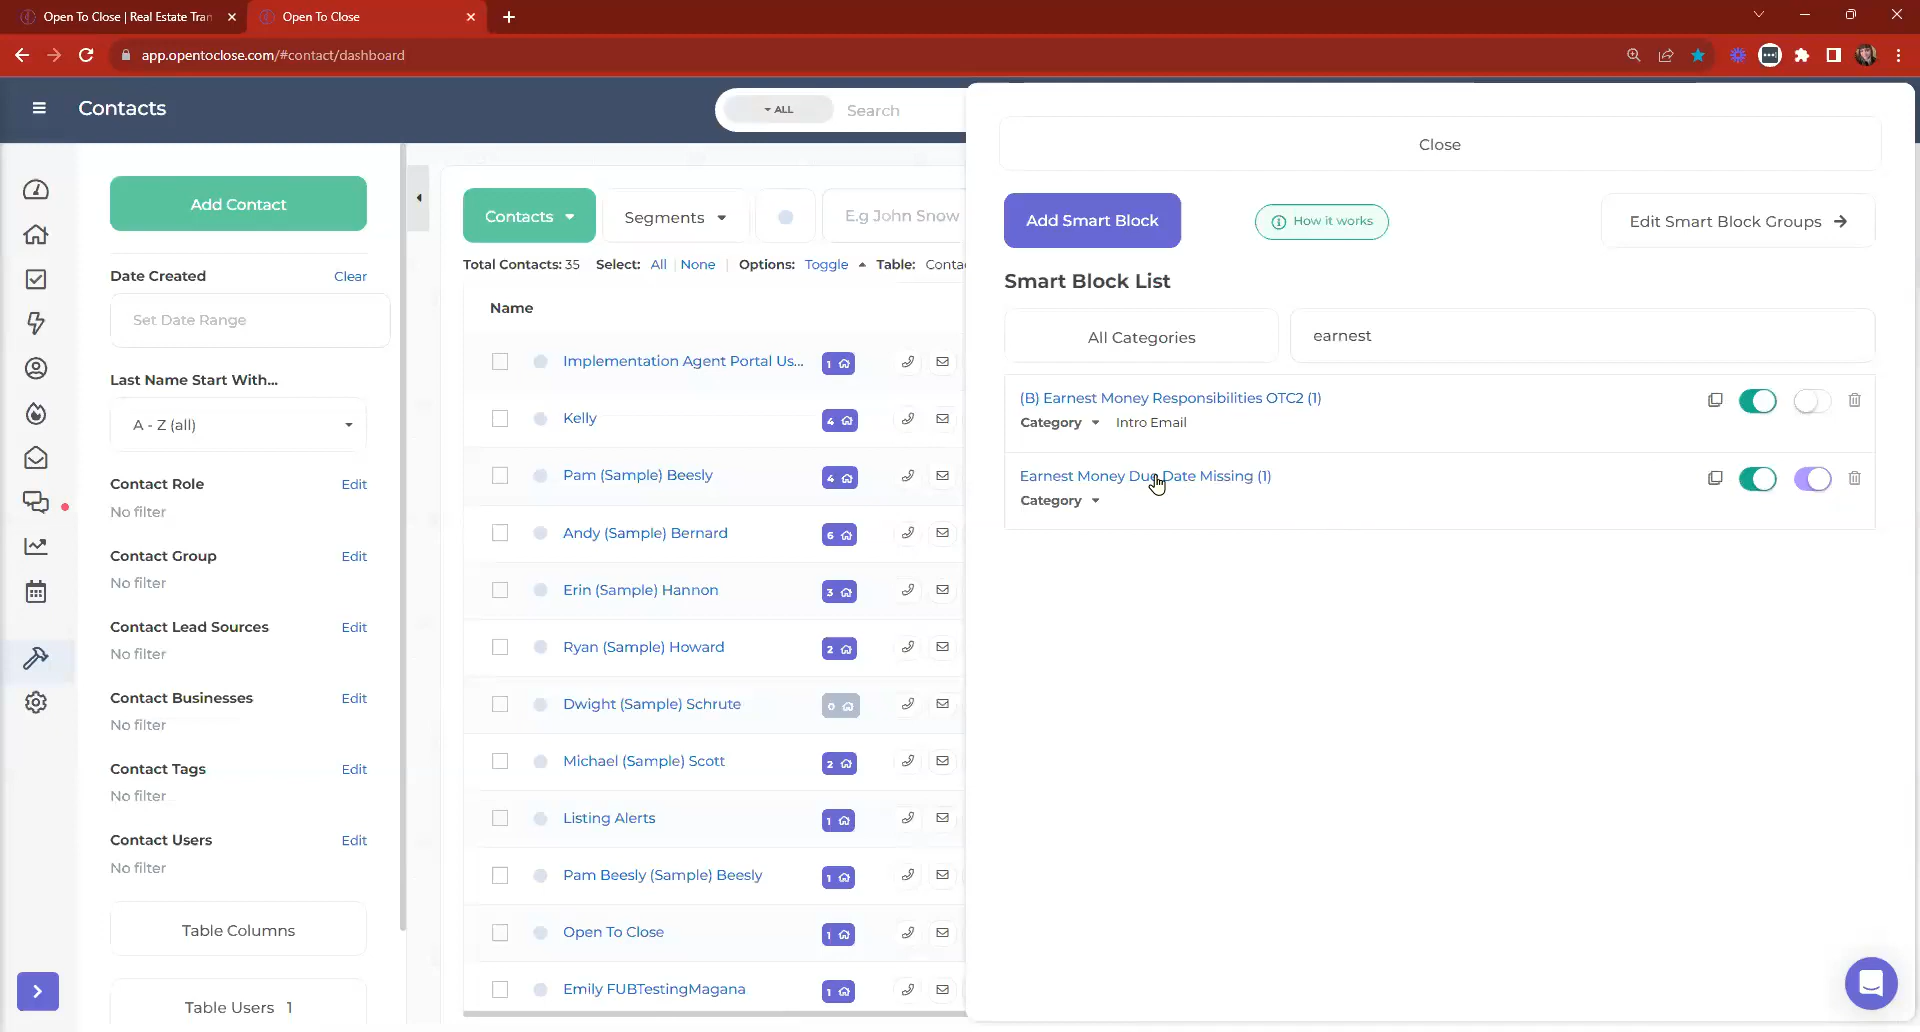 Open To Close | Real Estate Tran
Open To Close
app.opentoclose.com/#contact/dashboard
Contacts
ALL
Search
Add Contact
Date Created
Clear
Set Date Range
Last Name Start With...
A - Z (all)
Contact Role
Edit
No filter
Contact Group
Edit
No filter
Contact Lead Sources
Edit
No filter
Contact Businesses
Edit
No filter
Contact Tags
Edit
No filter
Contact Users
Edit
No filter
Table Columns
Table Users 1
Contacts
Segments
E.g John Snow
Total Contacts: 35 Select: All | None Options: Toggle Table:
Name
Implementation Agent Portal Us...
1
Kelly
4
Pam (Sample) Beesly
4
Andy (Sample) Bernard
6
Erin (Sample) Hannon
3
Ryan (Sample) Howard
2
Dwight (Sample) Schrute
0
Michael (Sample) Scott
2
Listing Alerts
1
Pam Beesly (Sample) Beesly
1
Open To Close
1
Emily FUBTestingMagana
1
Close
Add Smart Block
How it works
Edit Smart Block Groups
Smart Block List
All Categories
earnest
(B) Earnest Money Responsibilities OTC2 (1)
Category Intro Email
Earnest Money Due Date Missing (1)
Category